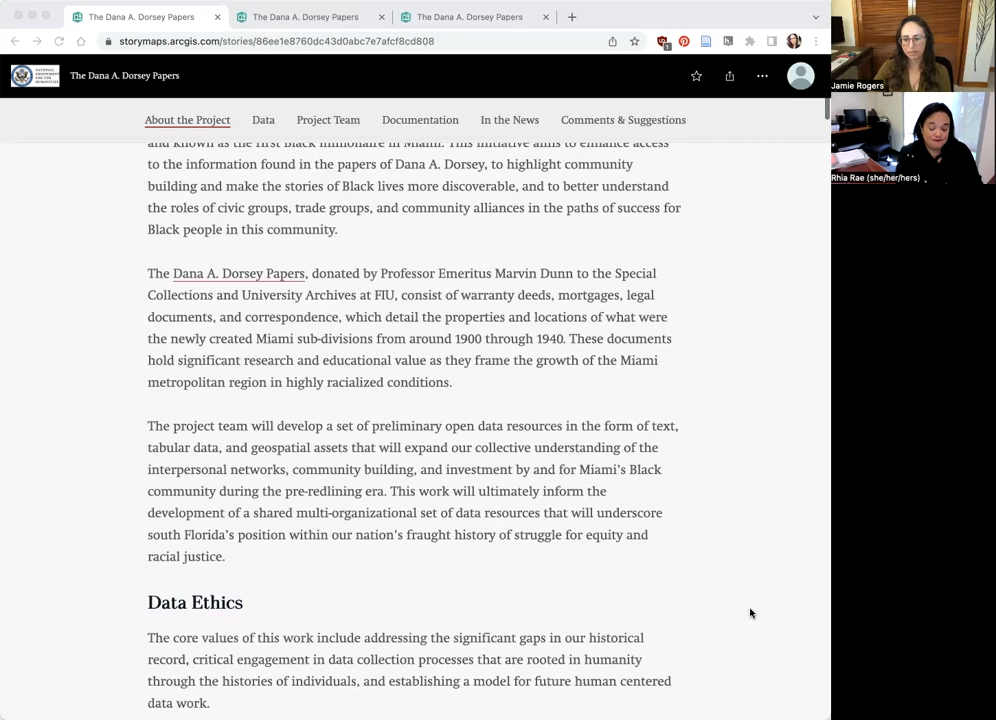 The Dana A. Dorsey Papers
The Dana A. Dorsey Papers
The Dana A. Dorsey Papers
storymaps.arcgis.com/stories/86ee1e8760dc43d0abc7e7afcf8cd808
NATIONAL ENDOWMENT FOR THE HUMANITIES
The Dana A. Dorsey Papers
About the Project
Data
Project Team
Documentation
In the News
Comments & Suggestions
and known as the first Black millionaire in Miami. This initiative aims to enhance access
to the information found in the papers of Dana A. Dorsey, to highlight community
building and make the stories of Black lives more discoverable, and to better understand
the roles of civic groups, trade groups, and community alliances in the paths of success for
Black people in this community.
The Dana A. Dorsey Papers, donated by Professor Emeritus Marvin Dunn to the Special
Collections and University Archives at FIU, consist of warranty deeds, mortgages, legal
documents, and correspondence, which detail the properties and locations of what were
the newly created Miami sub-divisions from around 1900 through 1940. These documents
hold significant research and educational value as they frame the growth of the Miami
metropolitan region in highly racialized conditions.
The project team will develop a set of preliminary open data resources in the form of text,
tabular data, and geospatial assets that will expand our collective understanding of the
interpersonal networks, community building, and investment by and for Miami's Black
community during the pre-redlining era. This work will ultimately inform the
development of a shared multi-organizational set of data resources that will underscore
south Florida's position within our nation's fraught history of struggle for equity and
racial justice.
Data Ethics
The core values of this work include addressing the significant gaps in our historical
record, critical engagement in data collection processes that are rooted in humanity
through the histories of individuals, and establishing a model for future human centered
data work.
Jamie Rogers
Rhia Rae (she/her/hers)